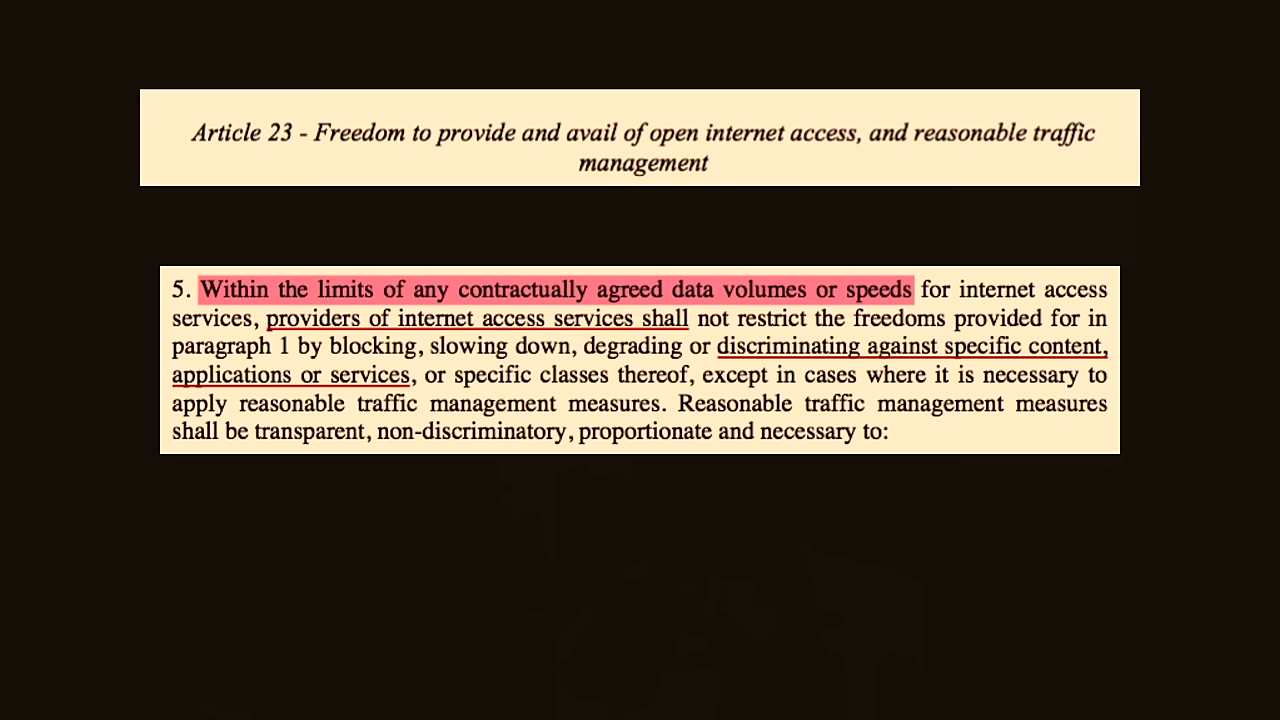 Article 23 - Freedom to provide and avail of open internet access, and reasonable traffic
management
5. Within the limits of any contractually agreed data volumes or speeds for internet access
services, providers of internet access services shall not restrict the freedoms provided for in
paragraph 1 by blocking, slowing down, degrading or discriminating against specific content,
applications or services, or specific classes thereof, except in cases where it is necessary to
apply reasonable traffic management measures. Reasonable traffic management measures
shall be transparent, non-discriminatory, proportionate and necessary to: